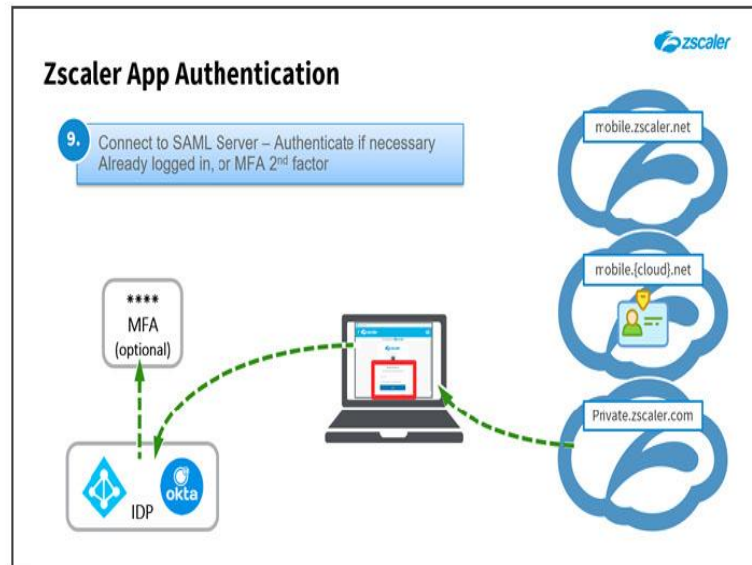 zscaler
Zscaler App Authentication
9.
Connect to SAML Server – Authenticate if necessary
Already logged in, or MFA 2nd factor
mobile.zscaler.net
mobile.{cloud}.net
Private.zscaler.com
****
MFA
(optional)
okta
IDP